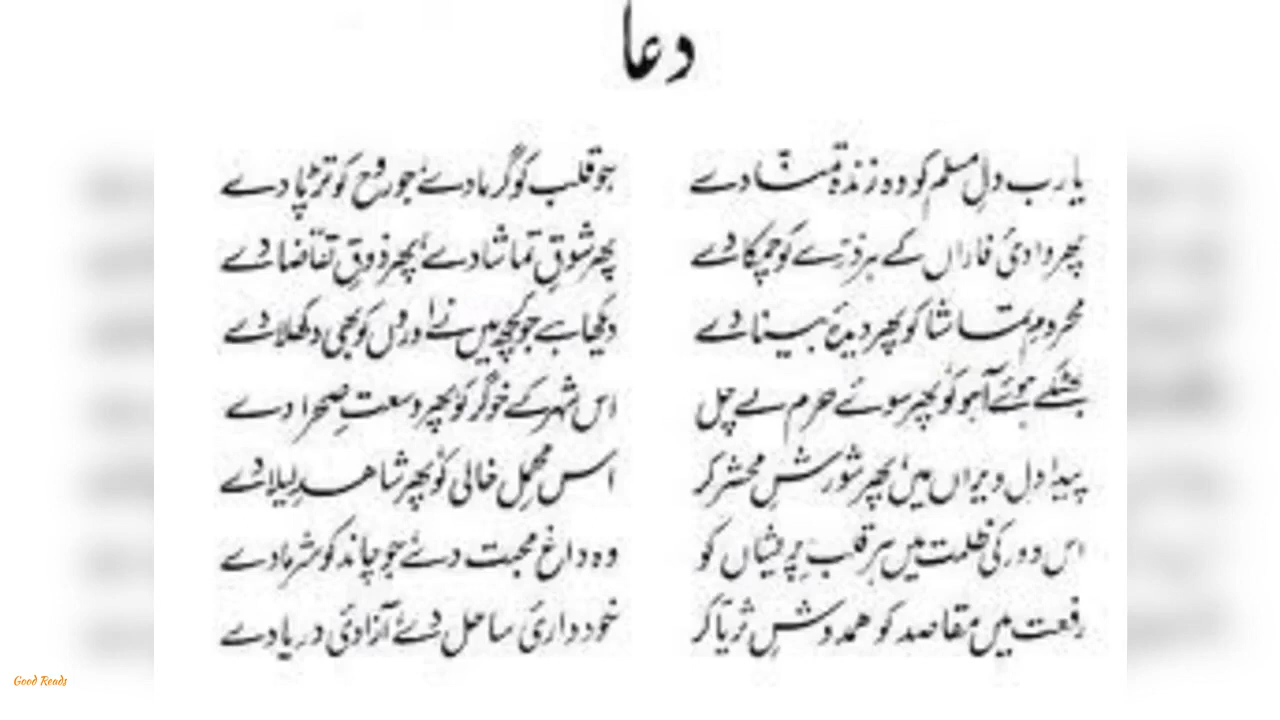 دعا
یا رب دلِ مسلم کو وہ زندہ تمنا دے جو قلب کو گرما دے، جو روح کو تڑپا دے
پھر وادیٔ فاراں کے ہر ذرّے کو چمکا دے پھر شوقِ تماشا دے، پھر ذوقِ تقاضا دے
محرومِ تماشا کو پھر دیدۂ بینا دے دیکھا ہے جو کچھ میں نے اوروں کو بھی دکھلا دے
بھٹکے ہوئے آہو کو پھر سوئے حرم لے چل اس شہر کے خوگر کو پھر وسعتِ صحرا دے
پیدا دلِ ویراں میں پھر شورشِ محشر کر اس محملِ خالی کو پھر شاہدِ لیلا دے
اس دور کی ظلمت میں ہر قلبِ پریشاں کو وہ داغِ محبت دے جو چاند کو شرما دے
رفعت میں مقاصد کو ہمدوشِ ثریا کر خودداریٔ ساحل دے، آزادیٔ دریا دے
Good Reads